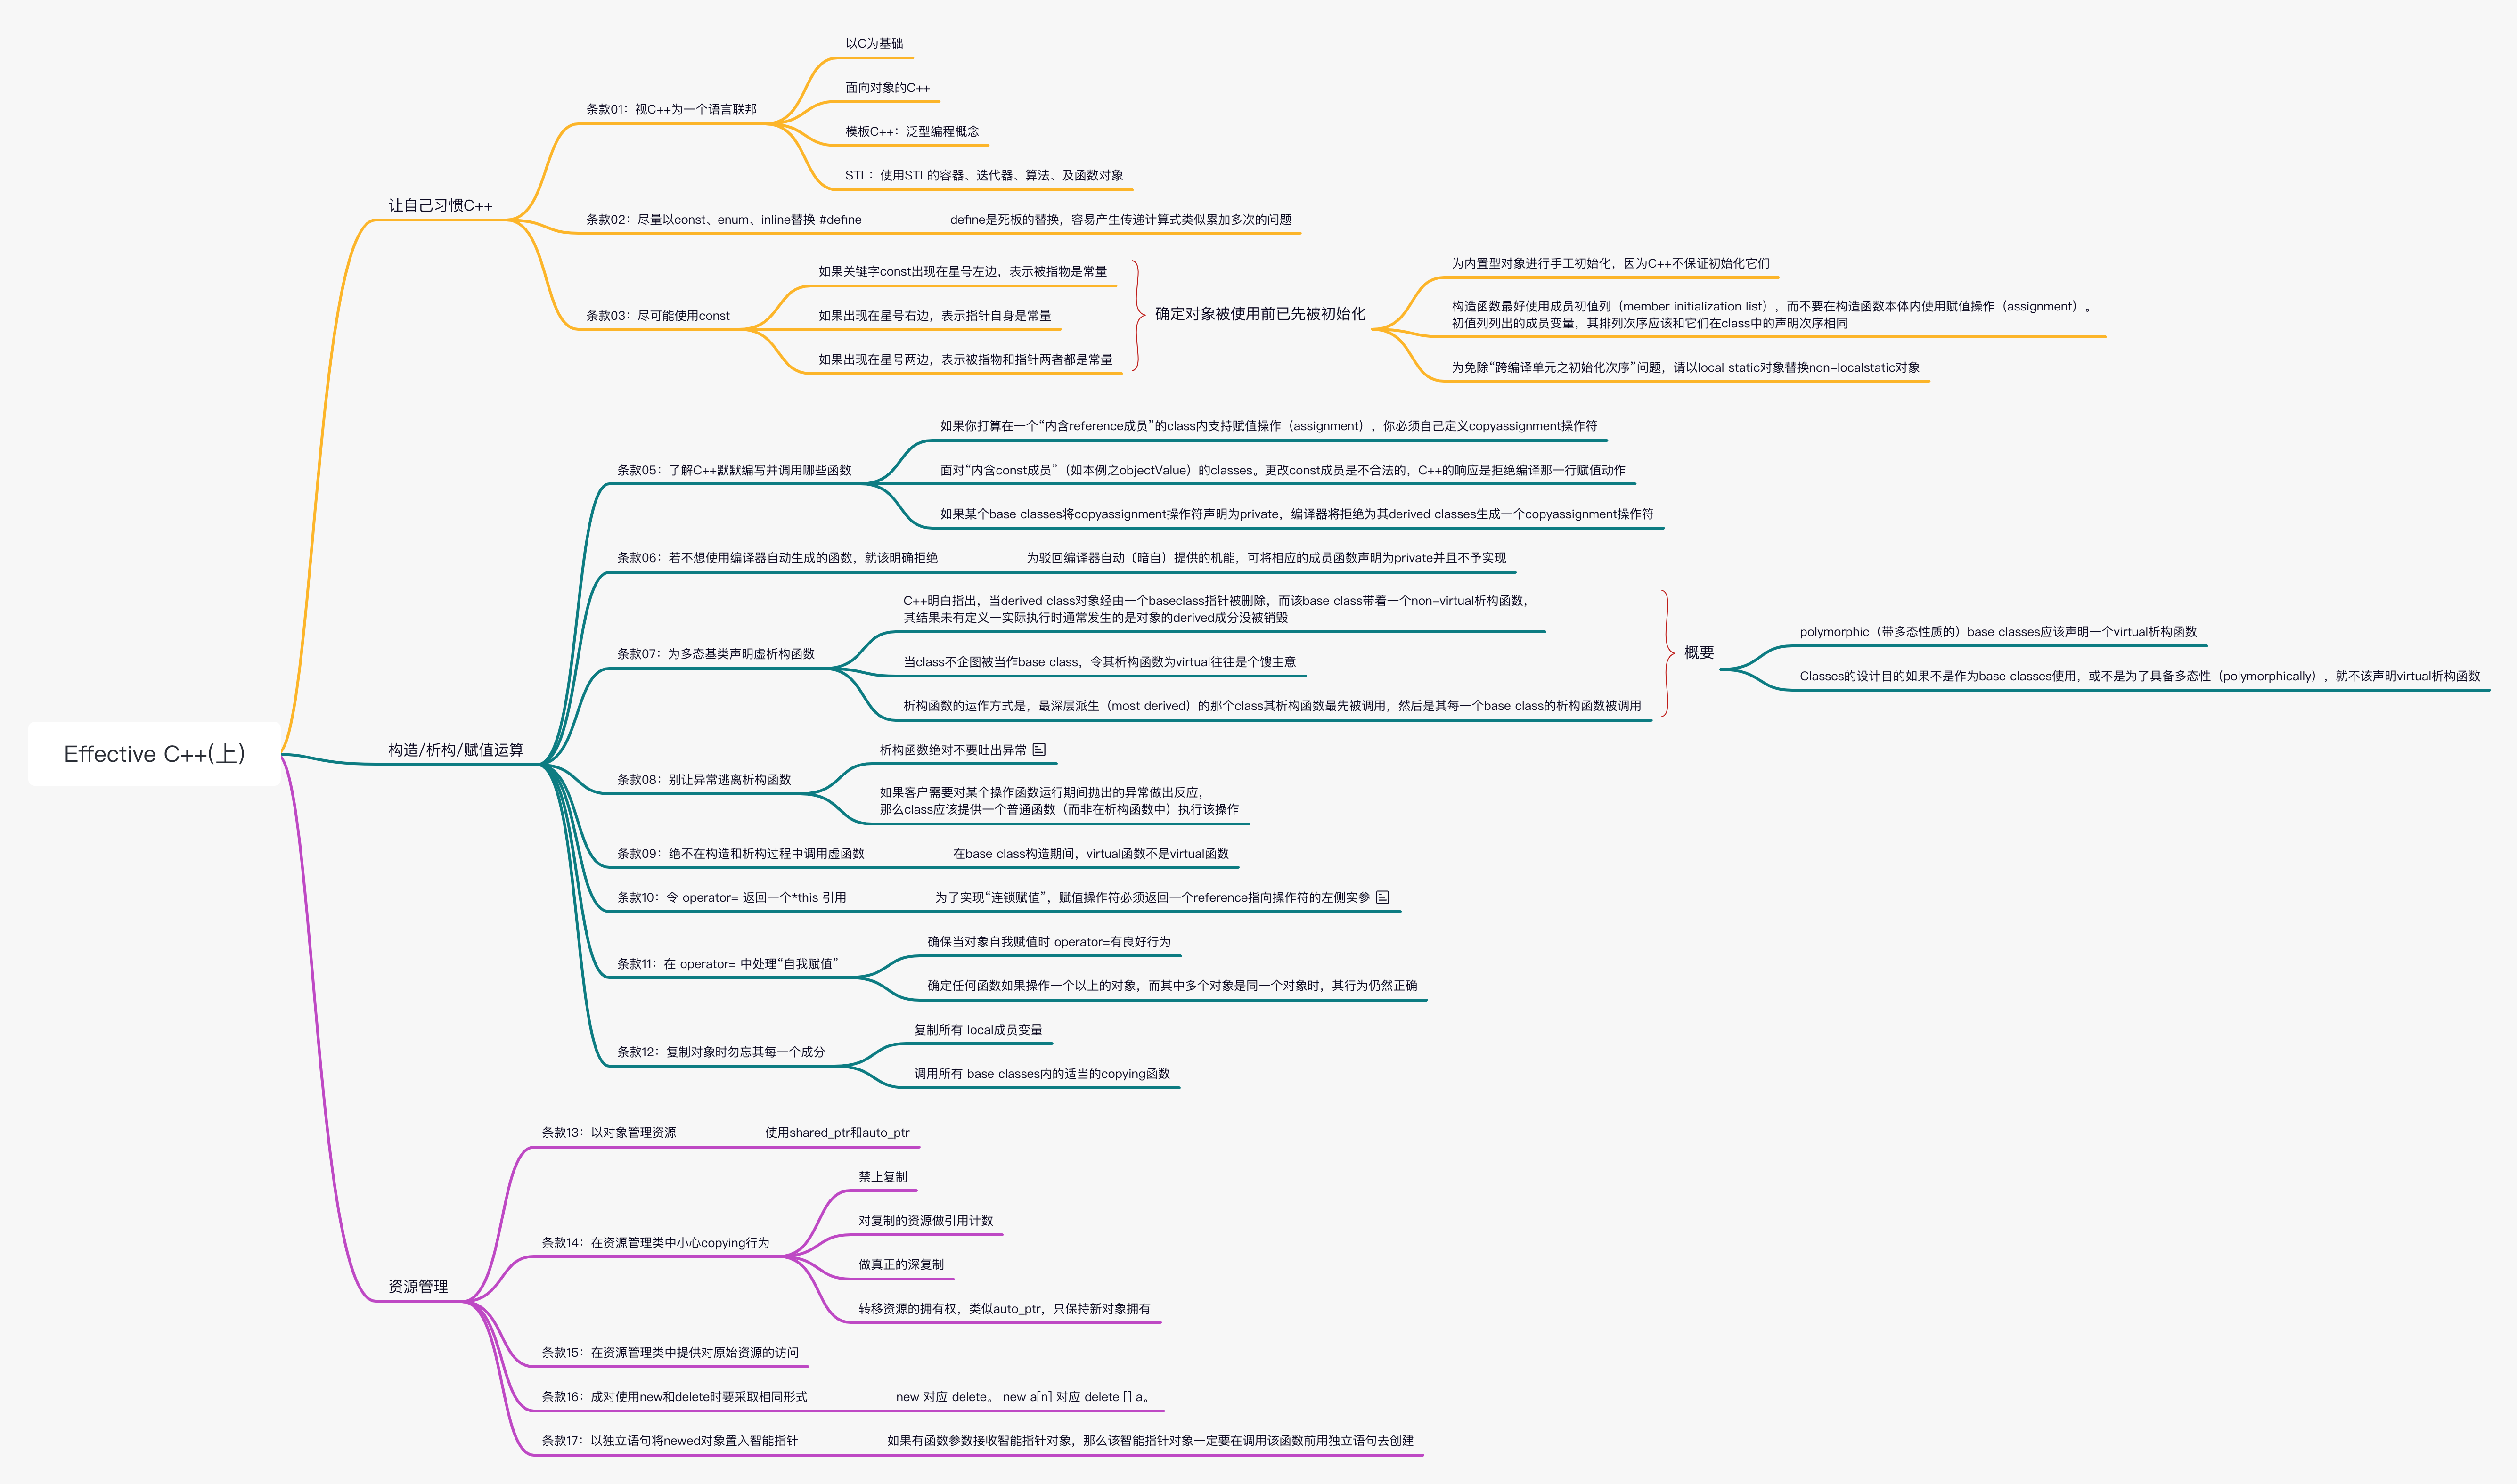 Effective C++(上)
让自己习惯C++
条款01：视C++为一个语言联邦
以C为基础
面向对象的C++
模板C++：泛型编程概念
STL：使用STL的容器、迭代器、算法、及函数对象
条款02：尽量以const、enum、inline替换 #define
define是死板的替换，容易产生传递计算式类似累加多次的问题
条款03：尽可能使用const
如果关键字const出现在星号左边，表示被指物是常量
如果出现在星号右边，表示指针自身是常量
如果出现在星号两边，表示被指物和指针两者都是常量
确定对象被使用前已先被初始化
为内置型对象进行手工初始化，因为C++不保证初始化它们
构造函数最好使用成员初值列（member initialization list），而不要在构造函数本体内使用赋值操作（assignment）。
初值列列出的成员变量，其排列次序应该和它们在class中的声明次序相同
为免除“跨编译单元之初始化次序”问题，请以local static对象替换non-localstatic对象
构造/析构/赋值运算
条款05：了解C++默默编写并调用哪些函数
如果你打算在一个“内含reference成员”的class内支持赋值操作（assignment），你必须自己定义copyassignment操作符
面对“内含const成员”（如本例之objectValue）的classes。更改const成员是不合法的，C++的响应是拒绝编译那一行赋值动作
如果某个base classes将copyassignment操作符声明为private，编译器将拒绝为其derived classes生成一个copyassignment操作符
条款06：若不想使用编译器自动生成的函数，就该明确拒绝
为驳回编译器自动〔暗自）提供的机能，可将相应的成员函数声明为private并且不予实现
条款07：为多态基类声明虚析构函数
C++明白指出，当derived class对象经由一个baseclass指针被删除，而该base class带着一个non-virtual析构函数，
其结果未有定义一实际执行时通常发生的是对象的derived成分没被销毁
当class不企图被当作base class，令其析构函数为virtual往往是个馊主意
析构函数的运作方式是，最深层派生（most derived）的那个class其析构函数最先被调用，然后是其每一个base class的析构函数被调用
概要
polymorphic（带多态性质的）base classes应该声明一个virtual析构函数
Classes的设计目的如果不是作为base classes使用，或不是为了具备多态性（polymorphically），就不该声明virtual析构函数
条款08：别让异常逃离析构函数
析构函数绝对不要吐出异常
如果客户需要对某个操作函数运行期间抛出的异常做出反应，
那么class应该提供一个普通函数（而非在析构函数中）执行该操作
条款09：绝不在构造和析构过程中调用虚函数
在base class构造期间，virtual函数不是virtual函数
条款10：令 operator= 返回一个*this 引用
为了实现“连锁赋值”，赋值操作符必须返回一个reference指向操作符的左侧实参
条款11：在 operator= 中处理“自我赋值”
确保当对象自我赋值时 operator=有良好行为
确定任何函数如果操作一个以上的对象，而其中多个对象是同一个对象时，其行为仍然正确
条款12：复制对象时勿忘其每一个成分
复制所有 local成员变量
调用所有 base classes内的适当的copying函数
资源管理
条款13：以对象管理资源
使用shared_ptr和auto_ptr
条款14：在资源管理类中小心copying行为
禁止复制
对复制的资源做引用计数
做真正的深复制
转移资源的拥有权，类似auto_ptr，只保持新对象拥有
条款15：在资源管理类中提供对原始资源的访问
条款16：成对使用new和delete时要采取相同形式
new 对应 delete。 new a[n] 对应 delete [] a。
条款17：以独立语句将newed对象置入智能指针
如果有函数参数接收智能指针对象，那么该智能指针对象一定要在调用该函数前用独立语句去创建